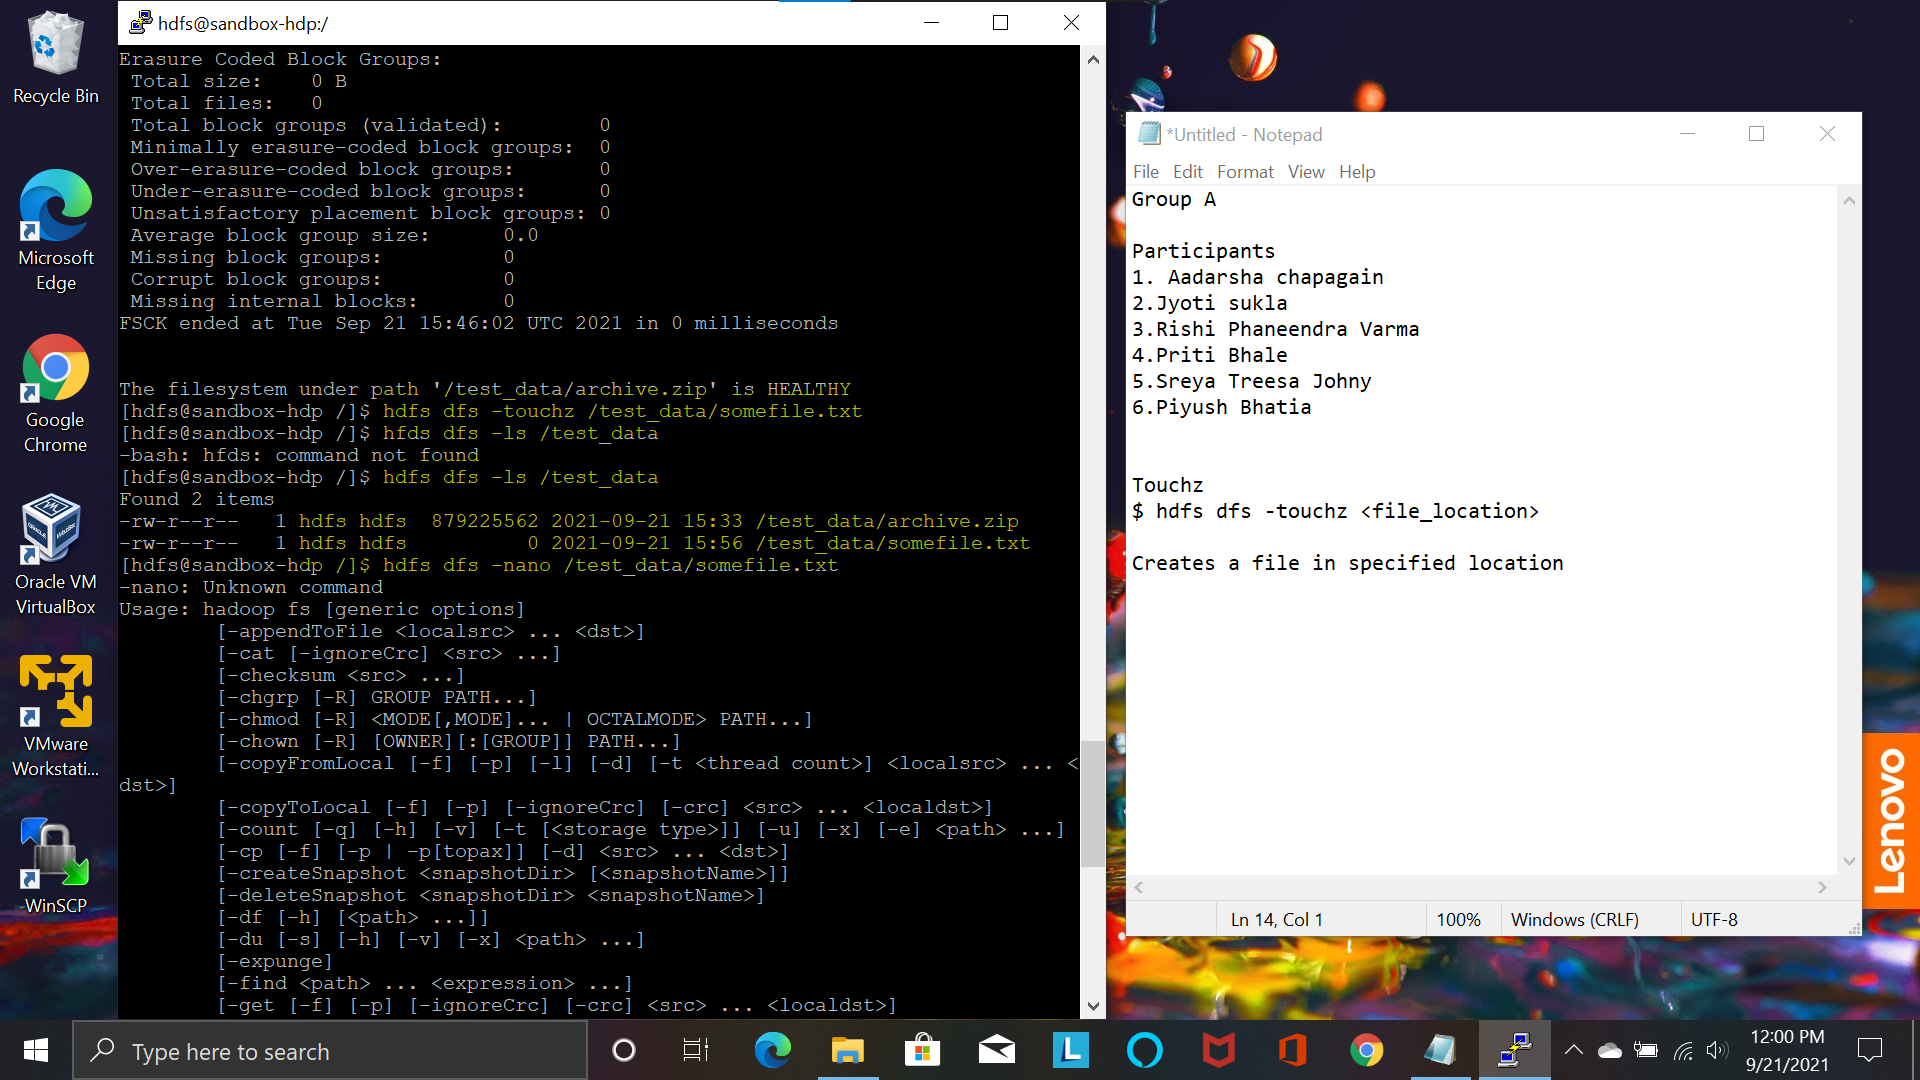 Recycle Bin
Microsoft
Edge
Google
Chrome
Oracle VM
VirtualBox
VMware
Workstati...
WinSCP
hdfs@sandbox-hdp:/
Erasure Coded Block Groups:
Total size:    0 B
Total files:   0
Total block groups (validated):        0
Minimally erasure-coded block groups:  0
Over-erasure-coded block groups:       0
Under-erasure-coded block groups:      0
Unsatisfactory placement block groups: 0
Average block group size:      0.0
Missing block groups:          0
Corrupt block groups:          0
Missing internal blocks:       0
FSCK ended at Tue Sep 21 15:46:02 UTC 2021 in 0 milliseconds
The filesystem under path '/test_data/archive.zip' is HEALTHY
[hdfs@sandbox-hdp /]$ hdfs dfs -touchz /test_data/somefile.txt
[hdfs@sandbox-hdp /]$ hfds dfs -ls /test_data
-bash: hfds: command not found
[hdfs@sandbox-hdp /]$ hdfs dfs -ls /test_data
Found 2 items
-rw-r--r--   1 hdfs hdfs  879225562 2021-09-21 15:33 /test_data/archive.zip
-rw-r--r--   1 hdfs hdfs          0 2021-09-21 15:56 /test_data/somefile.txt
[hdfs@sandbox-hdp /]$ hdfs dfs -nano /test_data/somefile.txt
-nano: Unknown command
Usage: hadoop fs [generic options]
[-appendToFile <localsrc> ... <dst>]
[-cat [-ignoreCrc] <src> ...]
[-checksum <src> ...]
[-chgrp [-R] GROUP PATH...]
[-chmod [-R] <MODE[,MODE]... | OCTALMODE> PATH...]
[-chown [-R] [OWNER][:[GROUP]] PATH...]
[-copyFromLocal [-f] [-p] [-l] [-d] [-t <thread count>] <localsrc> ... <
dst>]
[-copyToLocal [-f] [-p] [-ignoreCrc] [-crc] <src> ... <localdst>]
[-count [-q] [-h] [-v] [-t [<storage type>]] [-u] [-x] [-e] <path> ...]
[-cp [-f] [-p | -p[topax]] [-d] <src> ... <dst>]
[-createSnapshot <snapshotDir> [<snapshotName>]]
[-deleteSnapshot <snapshotDir> <snapshotName>]
[-df [-h] [<path> ...]]
[-du [-s] [-h] [-v] [-x] <path> ...]
[-expunge]
[-find <path> ... <expression> ...]
[-get [-f] [-p] [-ignoreCrc] [-crc] <src> ... <localdst>]
*Untitled - Notepad
File Edit Format View Help
Group A
Participants
1. Aadarsha chapagain
2.Jyoti sukla
3.Rishi Phaneendra Varma
4.Priti Bhale
5.Sreya Treesa Johny
6.Piyush Bhatia
Touchz
$ hdfs dfs -touchz <file_location>
Creates a file in specified location
Ln 14, Col 1 100% Windows (CRLF) UTF-8
Lenovo
Type here to search
L
12:00 PM
9/21/2021